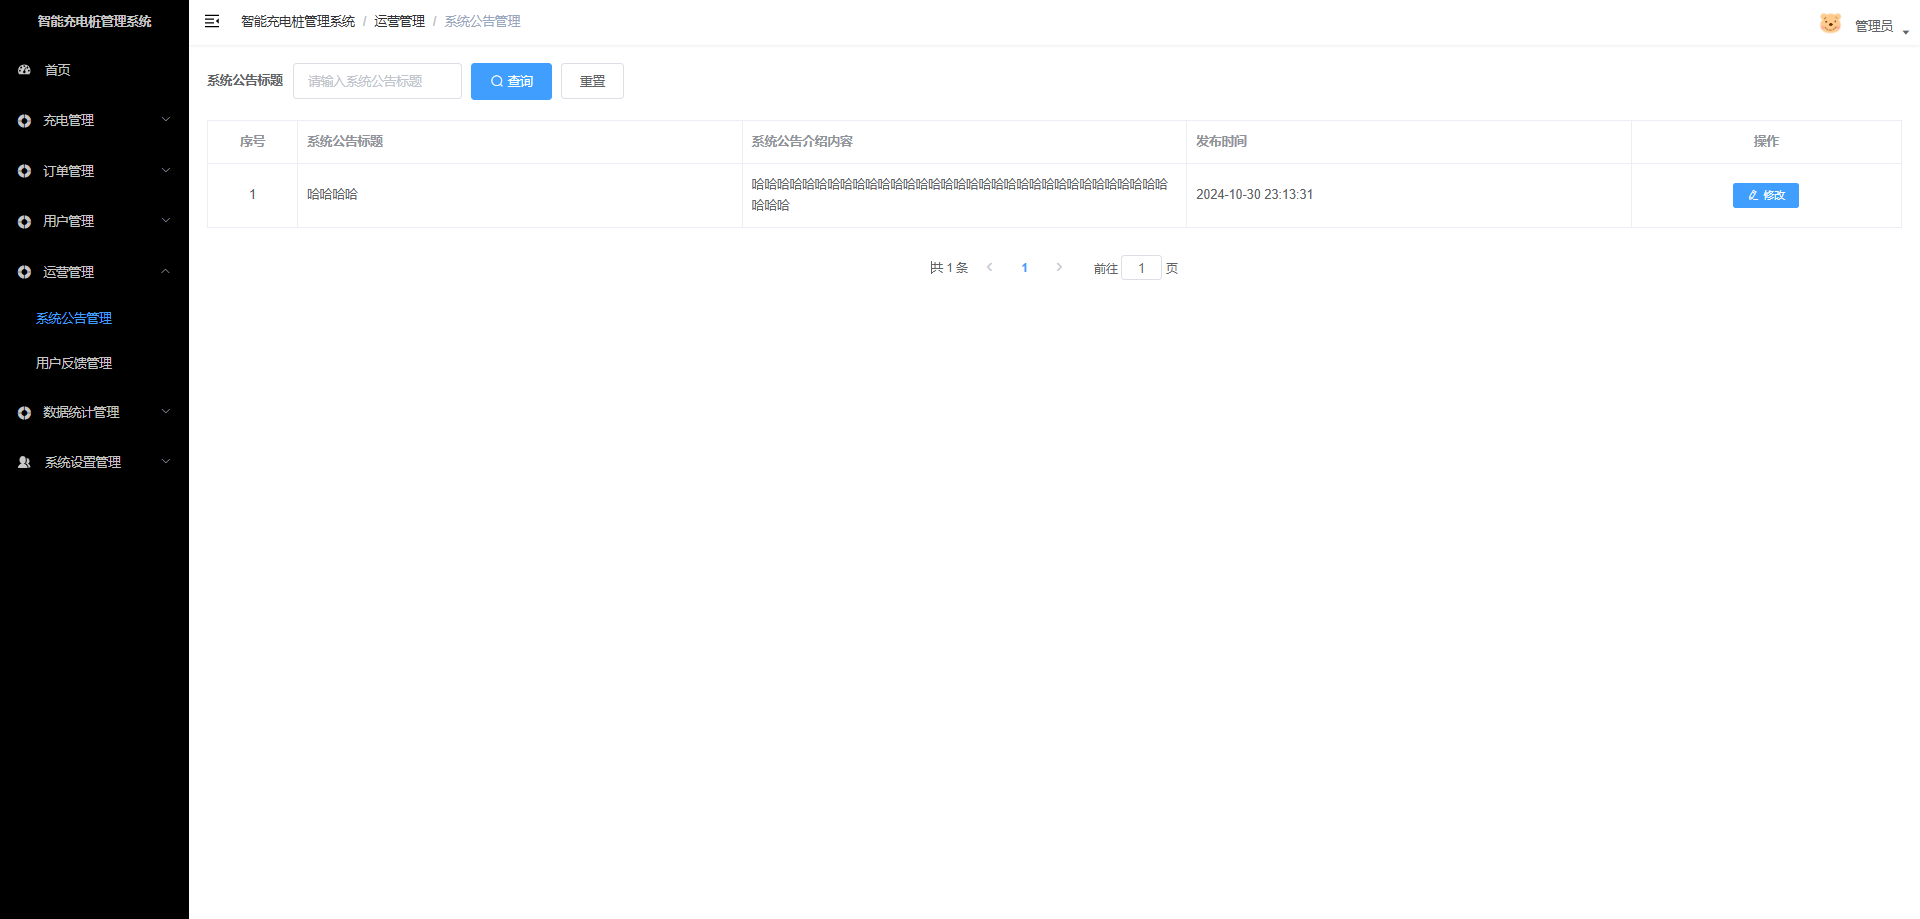 智能充电桩管理系统
首页
充电管理
订单管理
用户管理
运营管理
系统公告管理
用户反馈管理
数据统计管理
系统设置管理
智能充电桩管理系统 / 运营管理 / 系统公告管理
管理员
系统公告标题 请输入系统公告标题 查询 重置
序号 系统公告标题 系统公告介绍内容 发布时间 操作
1 哈哈哈哈 哈哈哈哈哈哈哈哈哈哈哈哈哈哈哈哈哈哈哈哈哈哈哈哈哈哈哈哈哈哈哈哈哈 2024-10-30 23:13:31 修改
哈哈哈
共 1 条 1 前往 1 页